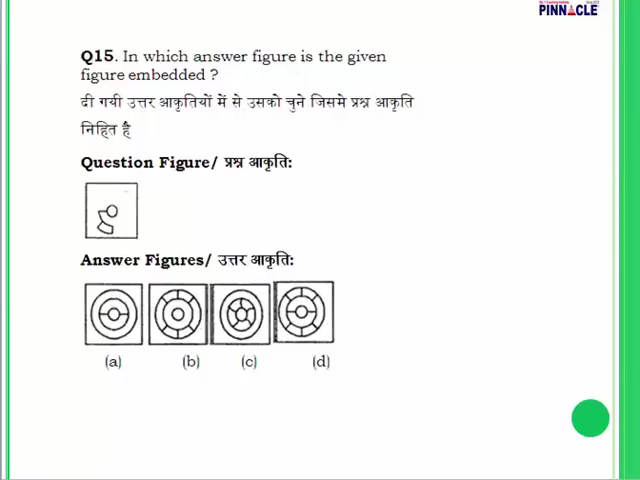 PINNACLE
Q15. In which answer figure is the given
figure embedded ?
दी गयी उत्तर आकृतियों में से उसको चुने जिसमे प्रश्न आकृति
निहित है
Question Figure/ प्रश्न आकृति:
Answer Figures/ उत्तर आकृति:
(a) (b) (c) (d)